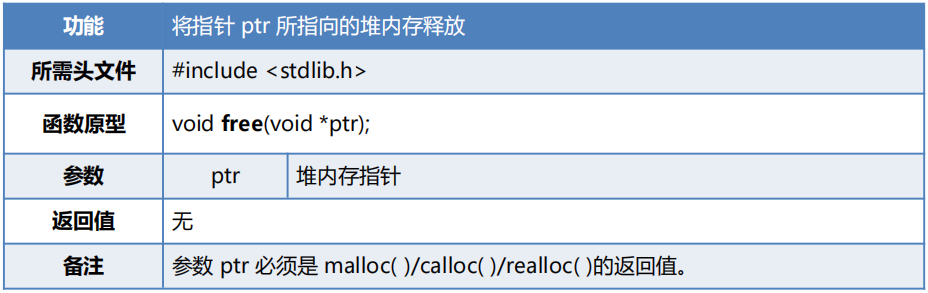 功能 将指针 ptr 所指向的堆内存释放
所需头文件 #include <stdlib.h>
函数原型 void free(void *ptr);
参数 ptr 堆内存指针
返回值 无
备注 参数 ptr 必须是 malloc( )/calloc( )/realloc( )的返回值。